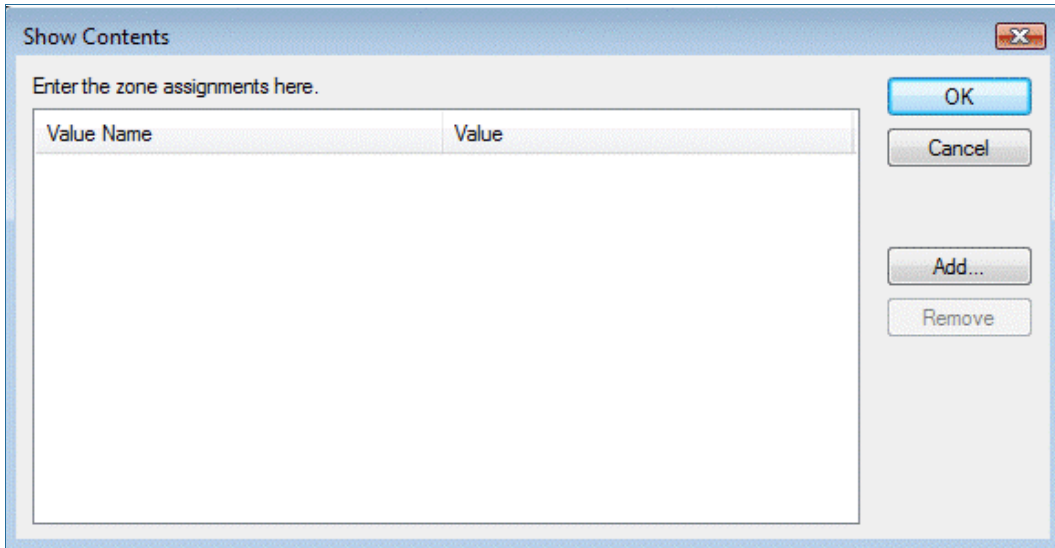 Show Contents
Enter the zone assignments here.
OK
Value Name Value
Cancel
Add...
Remove